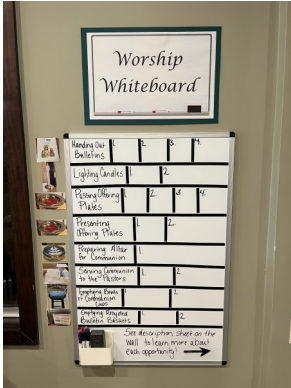 Worship
Whiteboard
Handing Out
Bulletins
1.
2.
3.
4.
Lighting Candles
1.
2.
Passing Offering
Plates
1.
2
3
4.
Presenting
Offering Plates
1.
2.
Preparing Altar
for Communion
1.
Serving Communion
to the Pastors
1.
2.
Emptying Bowls
of Communion
Cups
1.
2
Emptying Recycled
Bulletin Baskets
1.
2.
See description sheet on the
wall to learn more about
each opportunity!